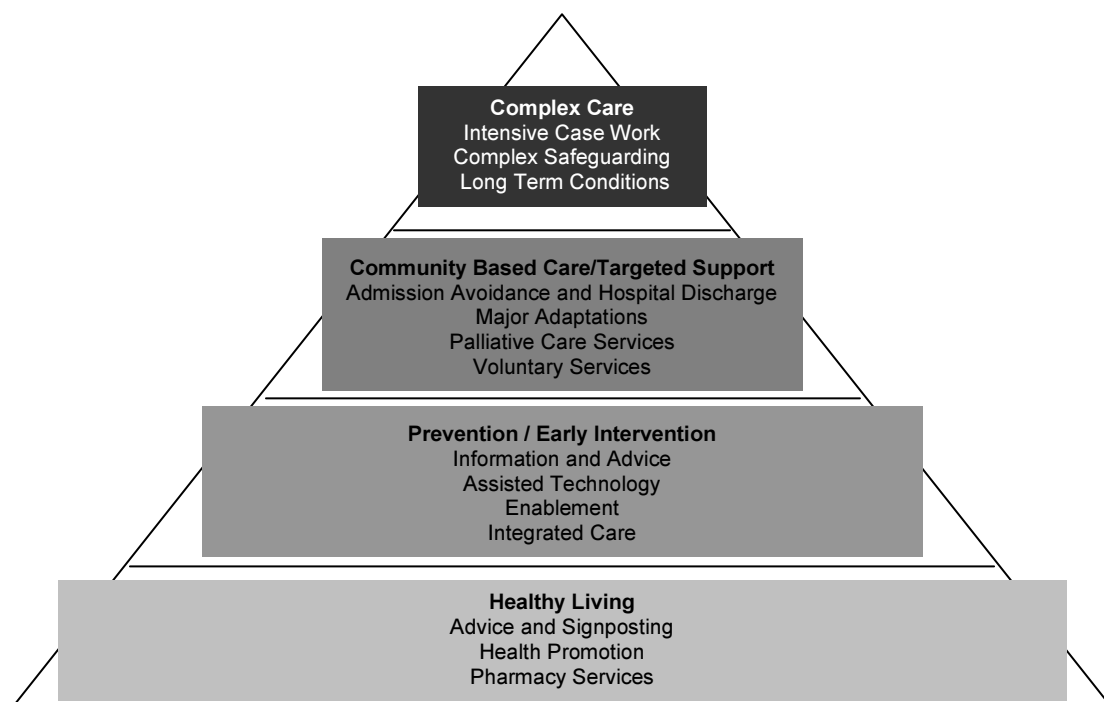 Complex Care
Intensive Case Work
Complex Safeguarding
Long Term Conditions
Community Based Care/Targeted Support
Admission Avoidance and Hospital Discharge
Major Adaptations
Palliative Care Services
Voluntary Services
Prevention / Early Intervention
Information and Advice
Assisted Technology
Enablement
Integrated Care
Healthy Living
Advice and Signposting
Health Promotion
Pharmacy Services